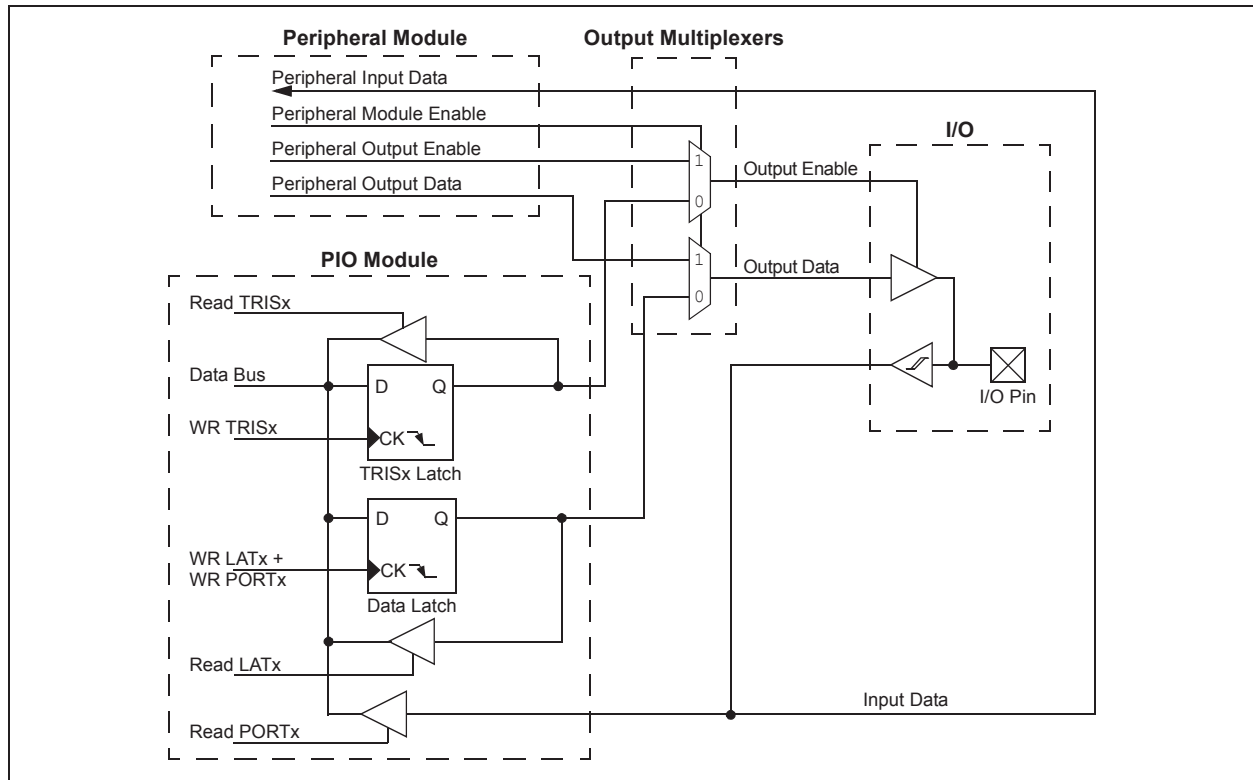 Peripheral Module
Output Multiplexers
Peripheral Input Data
Peripheral Module Enable
Peripheral Output Enable
Peripheral Output Data
1
0
Output Enable
I/O
1
0
Output Data
I/O Pin
PIO Module
Read TRISx
Data Bus
D
Q
WR TRISx
CK
TRISx Latch
D
Q
WR LATx +
WR PORTx
CK
Data Latch
Read LATx
Read PORTx
Input Data